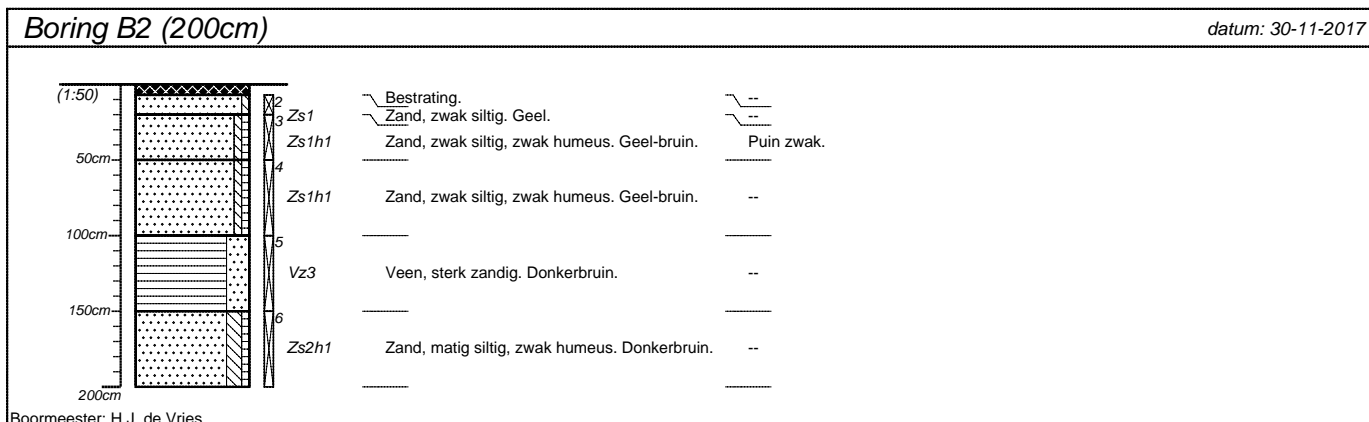 Boring B2 (200cm) datum: 30-11-2017
(1:50) 2 Bestrating. --
3 Zs1 Zand, zwak siltig. Geel. --
Zs1h1 Zand, zwak siltig, zwak humeus. Geel-bruin. Puin zwak.
50cm
4
Zs1h1 Zand, zwak siltig, zwak humeus. Geel-bruin. --
100cm
5
Vz3 Veen, sterk zandig. Donkerbruin. --
150cm
6
Zs2h1 Zand, matig siltig, zwak humeus. Donkerbruin. --
200cm
Boormeester: H.J. de Vries